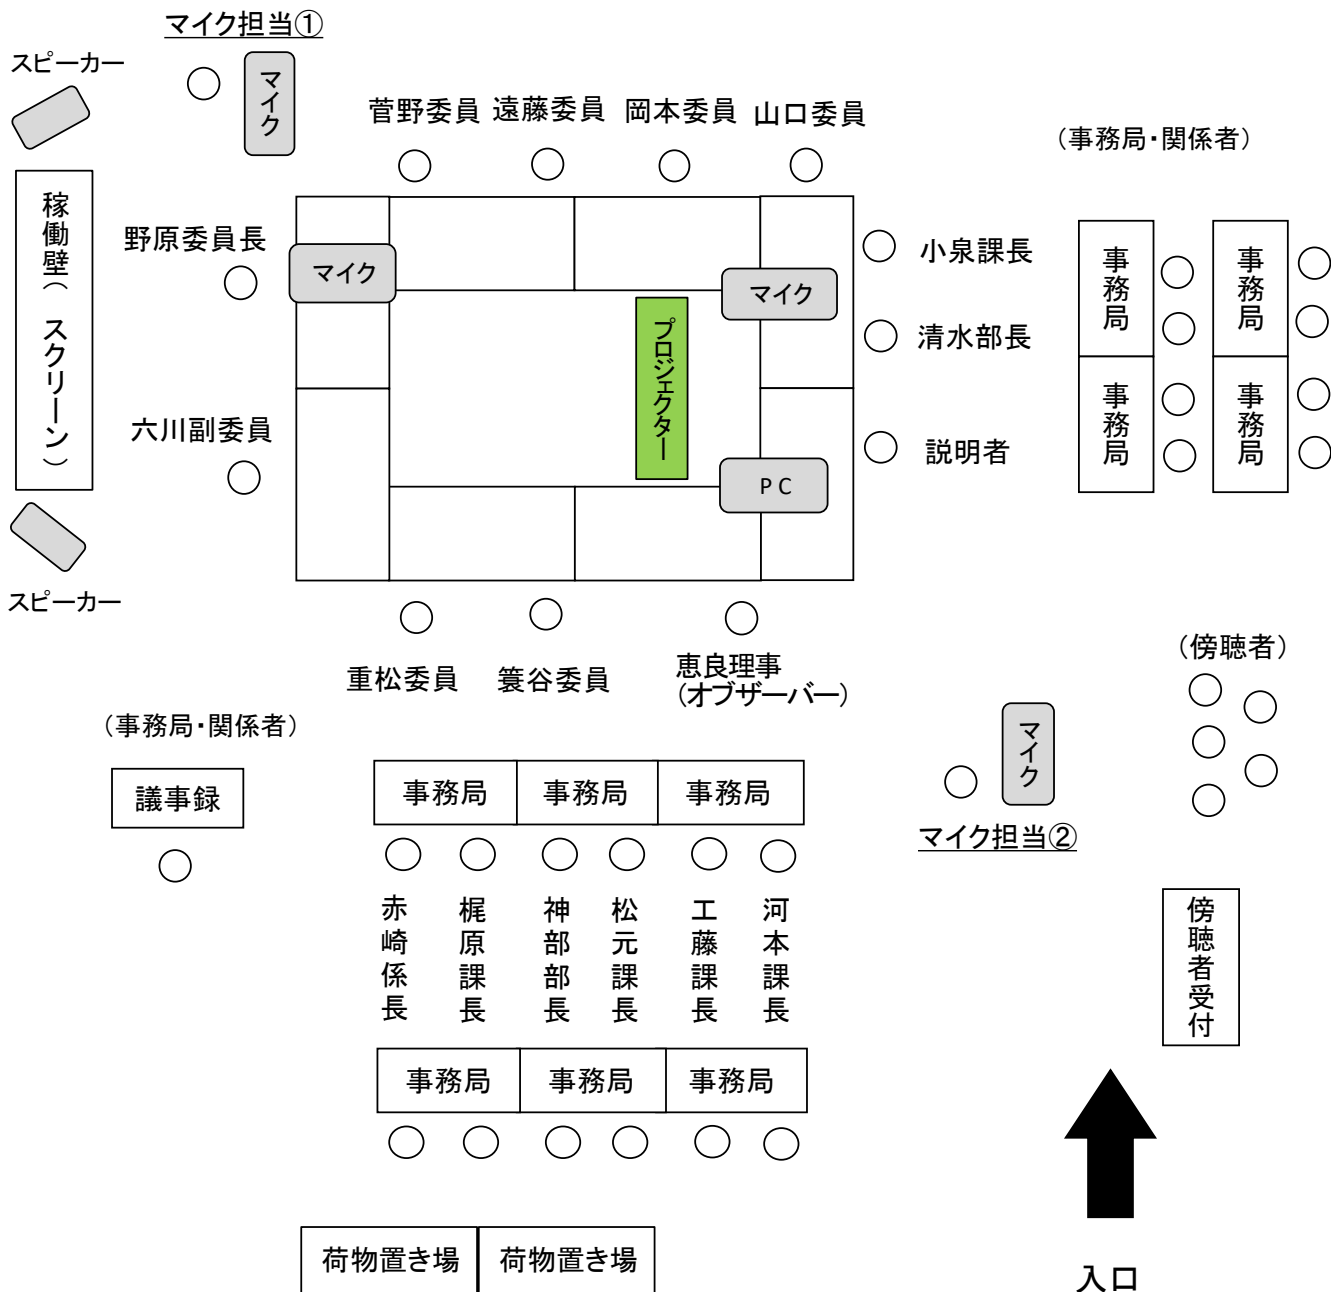 マイク担当①
スピーカー
マイク
菅野委員
遠藤委員
岡本委員
山口委員
(事務局・関係者)
稼働壁(スクリーン)
野原委員長
マイク
マイク
小泉課長
事務局
事務局
プロジェクター
清水部長
六川副委員
説明者
事務局
事務局
PC
スピーカー
重松委員
簑谷委員
恵良理事
(オブザーバー)
(傍聴者)
(事務局・関係者)
マイク
議事録
事務局
事務局
事務局
マイク担当②
赤崎係長
梶原課長
神部部長
松元課長
工藤課長
河本課長
傍聴者受付
事務局
事務局
事務局
荷物置き場
荷物置き場
入口